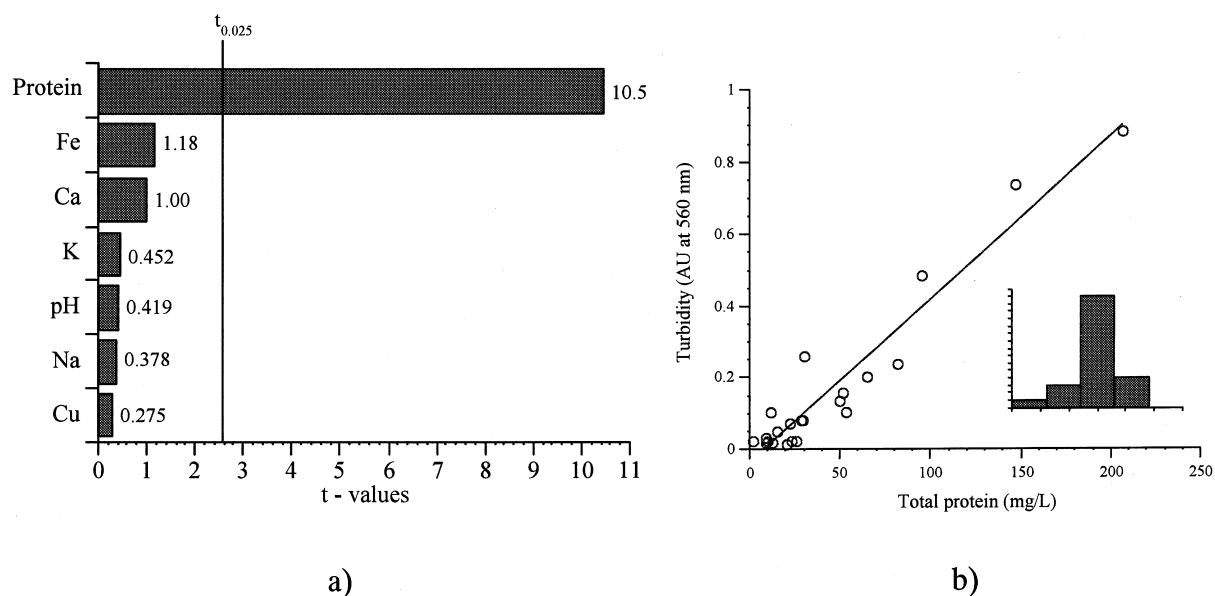 t0.025
Protein
10.5
Fe
1.18
Ca
1.00
K
0.452
pH
0.419
Na
0.378
Cu
0.275
0 1 2 3 4 5 6 7 8 9 10 11
t - values
a)
1
0.8
0.6
0.4
0.2
0
Turbidity (AU at 560 nm)
0 50 100 150 200 250
Total protein (mg/L)
b)